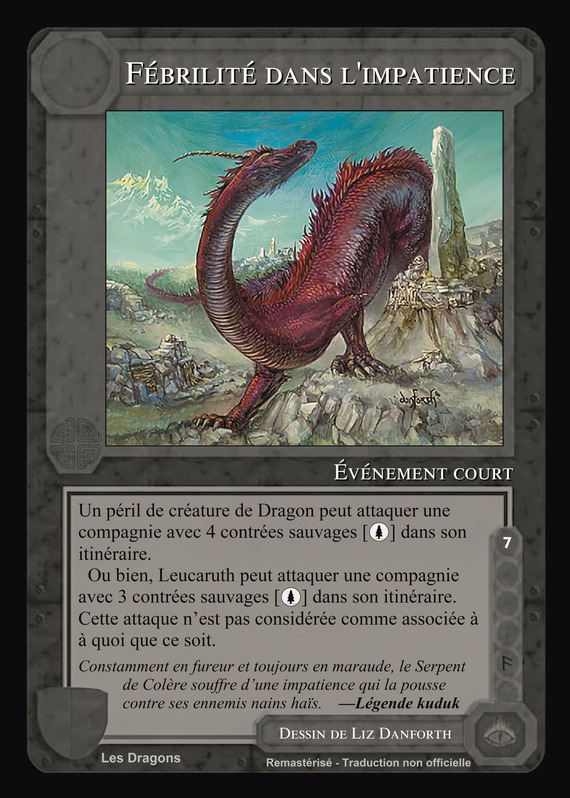 Fébrilité dans l'impatience
danforth
Événement court
Un péril de créature de Dragon peut attaquer une
compagnie avec 4 contrées sauvages [ ] dans son
itinéraire.
Ou bien, Leucaruth peut attaquer une compagnie
avec 3 contrées sauvages [ ] dans son itinéraire.
Cette attaque n'est pas considérée comme associée à
à quoi que ce soit.
7
Constamment en fureur et toujours en maraude, le Serpent
de Colère souffre d'une impatience qui la pousse
contre ses ennemis nains haïs. —Légende kuduk
Dessin de Liz Danforth
Les Dragons
Remastérisé - Traduction non officielle